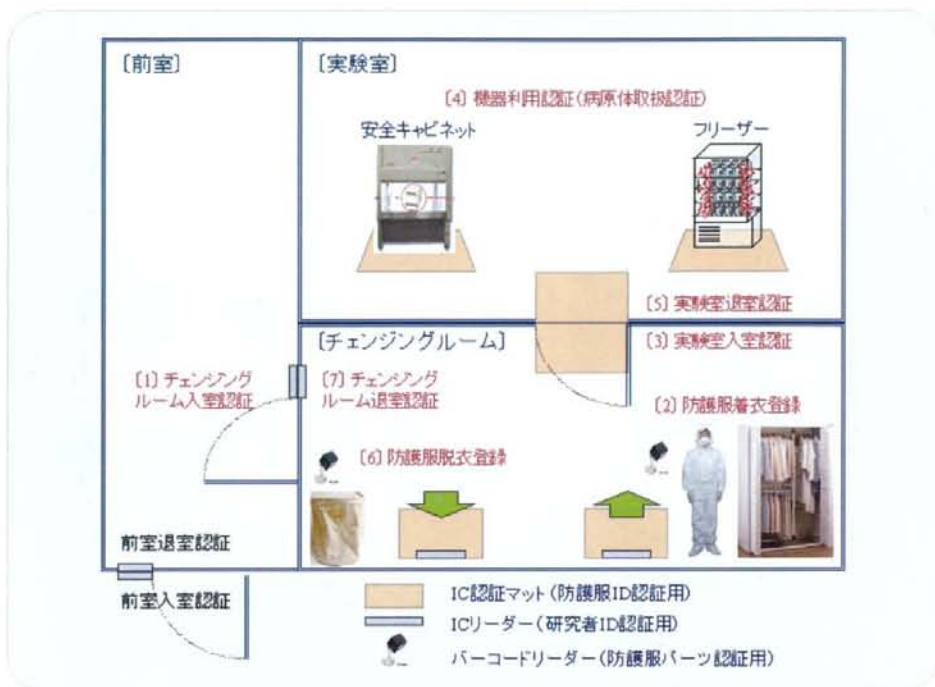 〔前室〕
〔実験室〕
〔4〕機器利用認証(病原体取扱認証)
安全キャビネット
フリーザー
〔5〕実験室退室認証
〔チェンジングルーム〕
〔3〕実験室入室認証
〔1〕チェンジング
ルーム入室認証
〔7〕チェンジング
ルーム退室認証
〔2〕防護服着衣登録
〔6〕防護服脱衣登録
前室退室認証
前室入室認証
IC認証マット(防護服ID認証用)
ICリーダー(研究者ID認証用)
バーコードリーダー(防護服パーツ認証用)